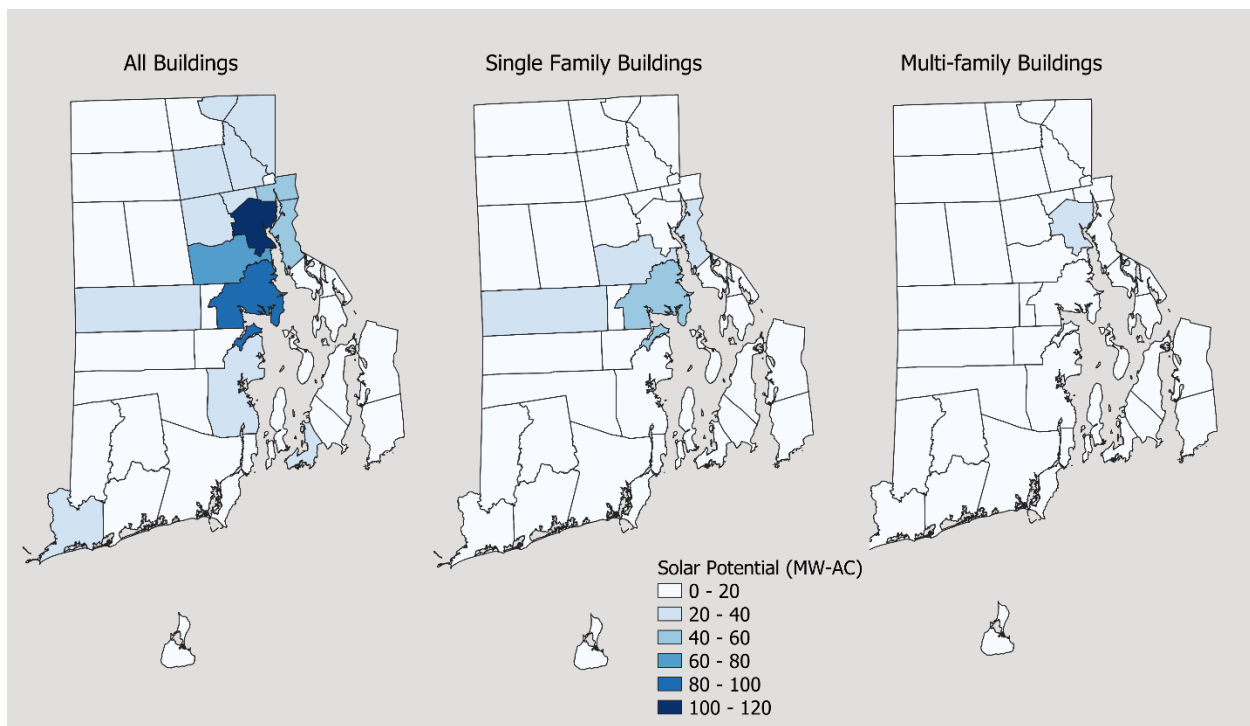 All Buildings
Single Family Buildings
Multi-family Buildings
Solar Potential (MW-AC)
0 - 20
20 - 40
40 - 60
60 - 80
80 - 100
100 - 120